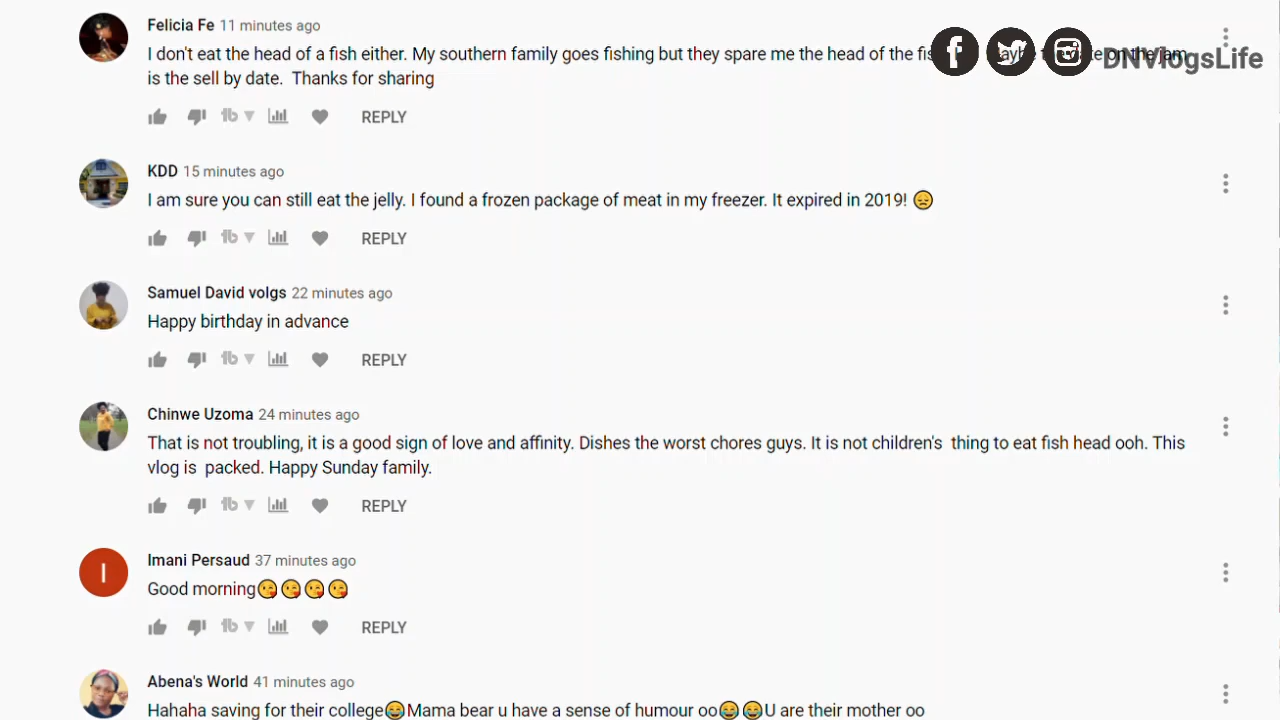 Felicia Fe 11 minutes ago
I don't eat the head of a fish either. My southern family goes fishing but they spare me the head of the on the jam
DNVlogsLife
is the sell by date. Thanks for sharing
REPLY
KDD 15 minutes ago
I am sure you can still eat the jelly. I found a frozen package of meat in my freezer. It expired in 2019! 😞
REPLY
Samuel David volgs 22 minutes ago
Happy birthday in advance
REPLY
Chinwe Uzoma 24 minutes ago
That is not troubling, it is a good sign of love and affinity. Dishes the worst chores guys. It is not children's thing to eat fish head ooh. This
vlog is packed. Happy Sunday family.
REPLY
Imani Persaud 37 minutes ago
Good morning😘😘😘😘
REPLY
Abena's World 41 minutes ago
Hahaha saving for their college😂Mama bear u have a sense of humour oo😂😂U are their mother oo